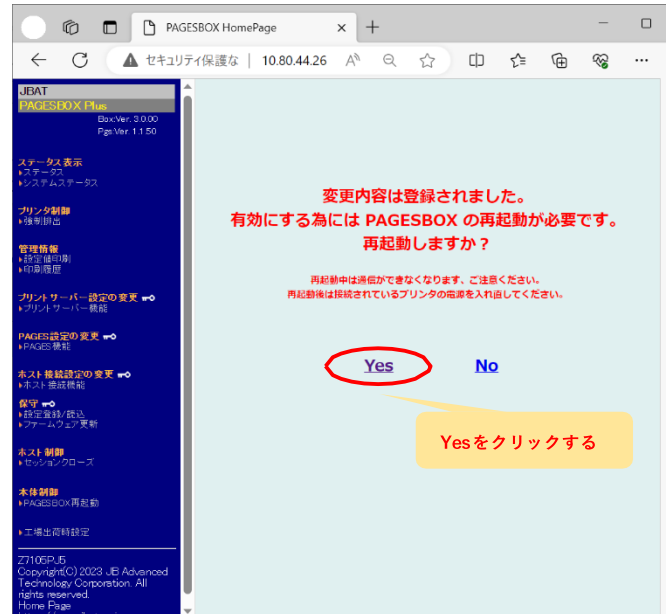 PAGESBOX HomePage
セキュリティ保護な 10.80.44.26
JBAT
PAGESBOX Plus
Box:Ver. 3.0.00
Pgs:Ver. 1.1.50
ステータス表示
ステータス
システムステータス
プリンタ制御
強制排出
管理情報
設定値印刷
印刷履歴
プリントサーバー設定の変更
プリントサーバー機能
PAGES設定の変更
PAGES機能
ホスト接続設定の変更
ホスト接続機能
保守
設定登録/読込
ファームウェア更新
ホスト制御
セッションクローズ
本体制御
PAGESBOX再起動
工場出荷時設定
Z7105PJ5
Copyright(C) 2023 JB Advanced
Technology Corporation. All
rights reserved.
Home Page
変更内容は登録されました。
有効にする為には PAGESBOX の再起動が必要です。
再起動しますか？
再起動中は通信ができなくなります、ご注意ください。
再起動後は接続されているプリンタの電源を入れ直してください。
Yes No
Yesをクリックする